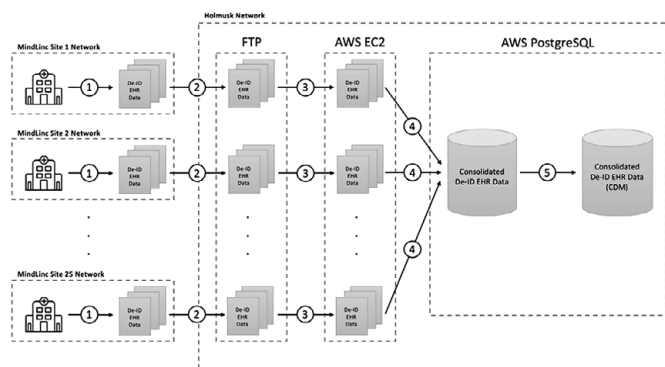 Holmusk Network
MindLinc Site 1 Network
FTP
AWS EC2
AWS PostgreSQL
1
De-ID
EHR
Data
2
De-ID
EHR
Data
3
De-ID
EHR
Data
4
MindLinc Site 2 Network
1
De-ID
EHR
Data
2
De-ID
EHR
Data
3
De-ID
EHR
Data
4
Consolidated
De-ID EHR Data
5
Consolidated
De-ID EHR Data
(CDM)
4
MindLinc Site 25 Network
1
De-ID
EHR
Data
2
De-ID
EHR
Data
3
De-ID
EHR
Data